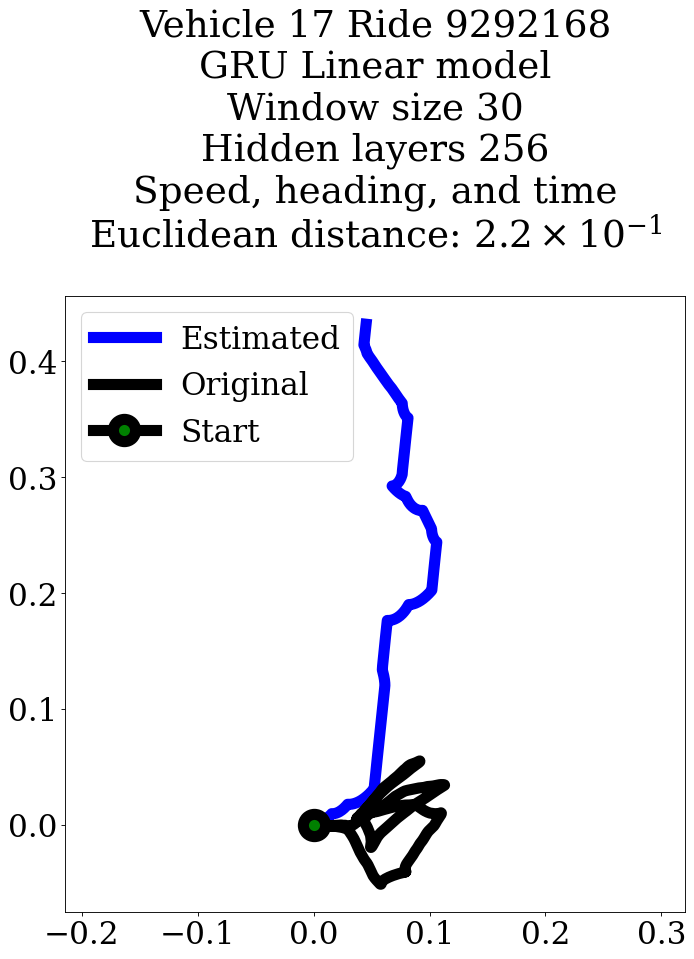 Vehicle 17 Ride 9292168
GRU Linear model
Window size 30
Hidden layers 256
Speed, heading, and time
Euclidean distance: 2.2 × 10⁻¹
Estimated
Original
Start
0.4
0.3
0.2
0.1
0.0
−0.2 −0.1 0.0 0.1 0.2 0.3